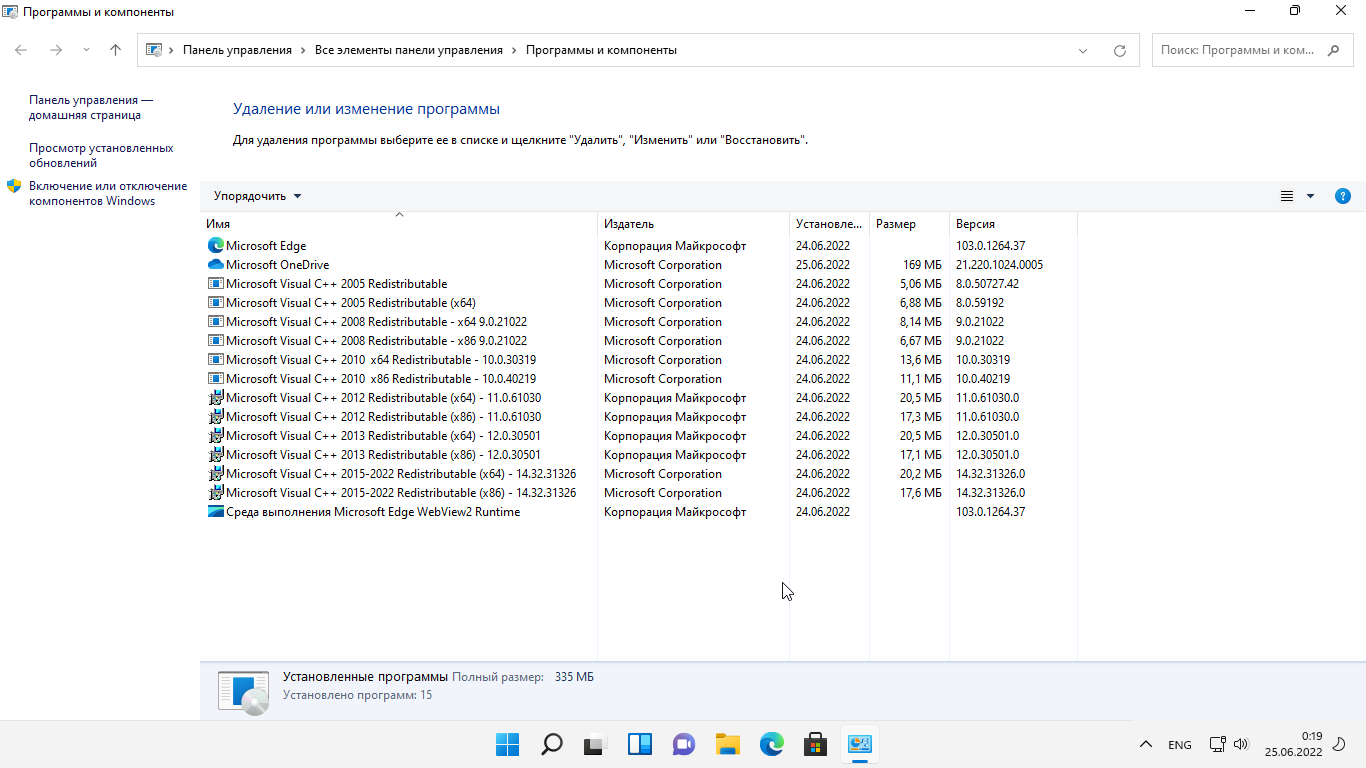 Программы и компоненты
Панель управления > Все элементы панели управления > Программы и компоненты
Поиск: Программы и ком...
Панель управления —
домашняя страница
Просмотр установленных
обновлений
Включение или отключение
компонентов Windows
Удаление или изменение программы
Для удаления программы выберите ее в списке и щелкните "Удалить", "Изменить" или "Восстановить".
Упорядочить
Имя Издатель Установле... Размер Версия
Microsoft Edge Корпорация Майкрософт 24.06.2022 103.0.1264.37
Microsoft OneDrive Microsoft Corporation 25.06.2022 169 МБ 21.220.1024.0005
Microsoft Visual C++ 2005 Redistributable Microsoft Corporation 24.06.2022 5,06 МБ 8.0.50727.42
Microsoft Visual C++ 2005 Redistributable (x64) Microsoft Corporation 24.06.2022 6,88 МБ 8.0.59192
Microsoft Visual C++ 2008 Redistributable - x64 9.0.21022 Microsoft Corporation 24.06.2022 8,14 МБ 9.0.21022
Microsoft Visual C++ 2008 Redistributable - x86 9.0.21022 Microsoft Corporation 24.06.2022 6,67 МБ 9.0.21022
Microsoft Visual C++ 2010  x64 Redistributable - 10.0.30319 Microsoft Corporation 24.06.2022 13,6 МБ 10.0.30319
Microsoft Visual C++ 2010  x86 Redistributable - 10.0.40219 Microsoft Corporation 24.06.2022 11,1 МБ 10.0.40219
Microsoft Visual C++ 2012 Redistributable (x64) - 11.0.61030 Корпорация Майкрософт 24.06.2022 20,5 МБ 11.0.61030.0
Microsoft Visual C++ 2012 Redistributable (x86) - 11.0.61030 Корпорация Майкрософт 24.06.2022 17,3 МБ 11.0.61030.0
Microsoft Visual C++ 2013 Redistributable (x64) - 12.0.30501 Корпорация Майкрософт 24.06.2022 20,5 МБ 12.0.30501.0
Microsoft Visual C++ 2013 Redistributable (x86) - 12.0.30501 Корпорация Майкрософт 24.06.2022 17,1 МБ 12.0.30501.0
Microsoft Visual C++ 2015-2022 Redistributable (x64) - 14.32.31326 Microsoft Corporation 24.06.2022 20,2 МБ 14.32.31326.0
Microsoft Visual C++ 2015-2022 Redistributable (x86) - 14.32.31326 Microsoft Corporation 24.06.2022 17,6 МБ 14.32.31326.0
Среда выполнения Microsoft Edge WebView2 Runtime Корпорация Майкрософт 24.06.2022 103.0.1264.37
Установленные программы Полный размер: 335 МБ
Установлено программ: 15
ENG
0:19
25.06.2022